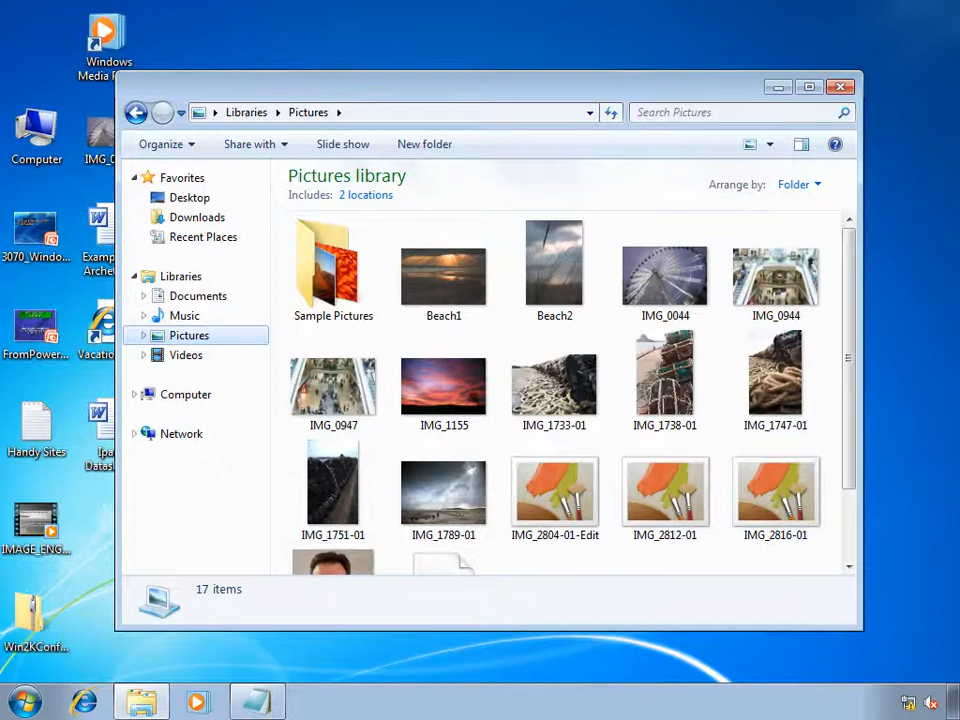 Windows
Media P
Computer
IMG_0
3070_Windo...
Examp
Archet
FromPower...
Vacatio
Handy Sites
Ipa
Datash
IMAGE_ENG...
Win2KConf...
Libraries
Pictures
Search Pictures
Organize
Share with
Slide show
New folder
Favorites
Desktop
Downloads
Recent Places
Libraries
Documents
Music
Pictures
Videos
Computer
Network
Pictures library
Includes: 2 locations
Arrange by: Folder
Sample Pictures
Beach1
Beach2
IMG_0044
IMG_0944
IMG_0947
IMG_1155
IMG_1733-01
IMG_1738-01
IMG_1747-01
IMG_1751-01
IMG_1789-01
IMG_2804-01-Edit
IMG_2812-01
IMG_2816-01
17 items